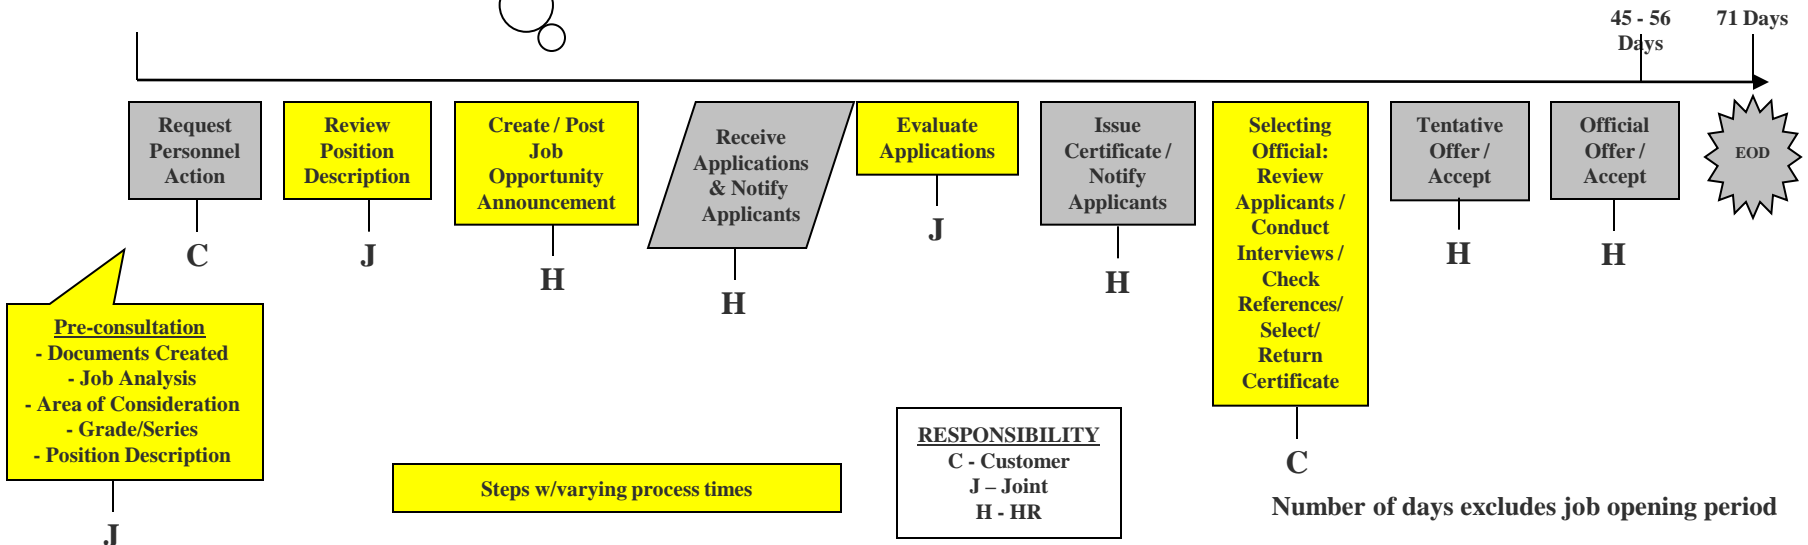 45 - 56
Days
71 Days
Request
Personnel
Action
C
Review
Position
Description
J
Create / Post
Job
Opportunity
Announcement
H
Receive
Applications
& Notify
Applicants
H
Evaluate
Applications
J
Issue
Certificate /
Notify
Applicants
H
Selecting
Official:
Review
Applicants /
Conduct
Interviews /
Check
References/
Select/
Return
Certificate
C
Tentative
Offer /
Accept
H
Official
Offer /
Accept
H
EOD
Pre-consultation
- Documents Created
- Job Analysis
- Area of Consideration
- Grade/Series
- Position Description
J
Steps w/varying process times
RESPONSIBILITY
C - Customer
J – Joint
H - HR
Number of days excludes job opening period